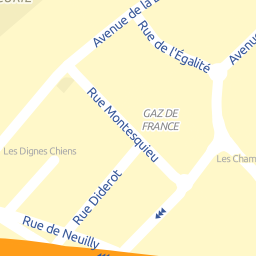 Avenue de la
Rue de l'Égalité
Avenue
Rue Montesquieu
GAZ DE
FRANCE
Les Dignes Chiens
Les Cham
Rue Diderot
Rue de Neuilly